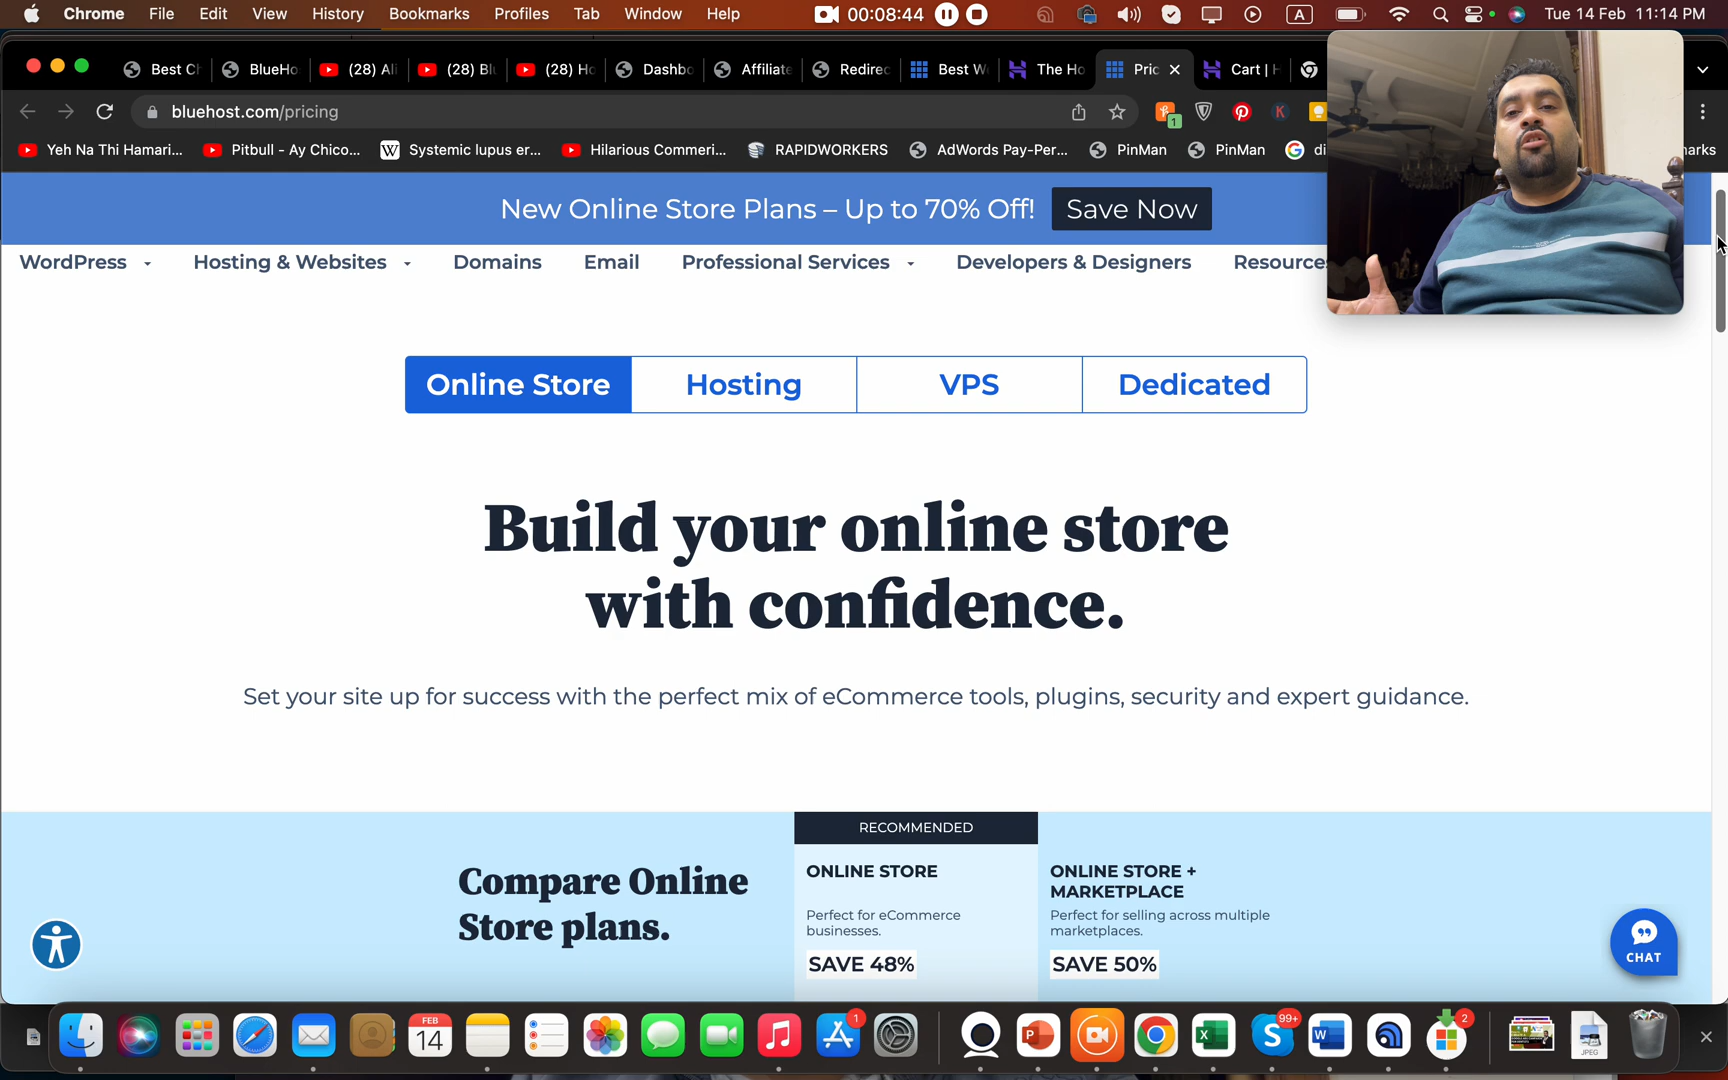 Chrome File Edit View History Bookmarks Profiles Tab Window Help 00:08:44 A Tue 14 Feb 11:14 PM
Best Ch BlueHo (28) Ali (28) Blu (28) Ho Dashbo Affiliate Redirec Best W The Ho Pric Cart | H
bluehost.com/pricing 1 K
Yeh Na Thi Hamari... Pitbull - Ay Chico... W Systemic lupus er... Hilarious Commeri... RAPIDWORKERS AdWords Pay-Per... PinMan PinMan G di arks
New Online Store Plans – Up to 70% Off! Save Now
WordPress Hosting & Websites Domains Email Professional Services Developers & Designers Resources
Online Store Hosting VPS Dedicated
Build your online store
with confidence.
Set your site up for success with the perfect mix of eCommerce tools, plugins, security and expert guidance.
RECOMMENDED
Compare Online
Store plans.
ONLINE STORE
Perfect for eCommerce
businesses.
SAVE 48%
ONLINE STORE +
MARKETPLACE
Perfect for selling across multiple
marketplaces.
SAVE 50%
CHAT
FEB
14
1
P
X
S
99+
W
2
JPEG